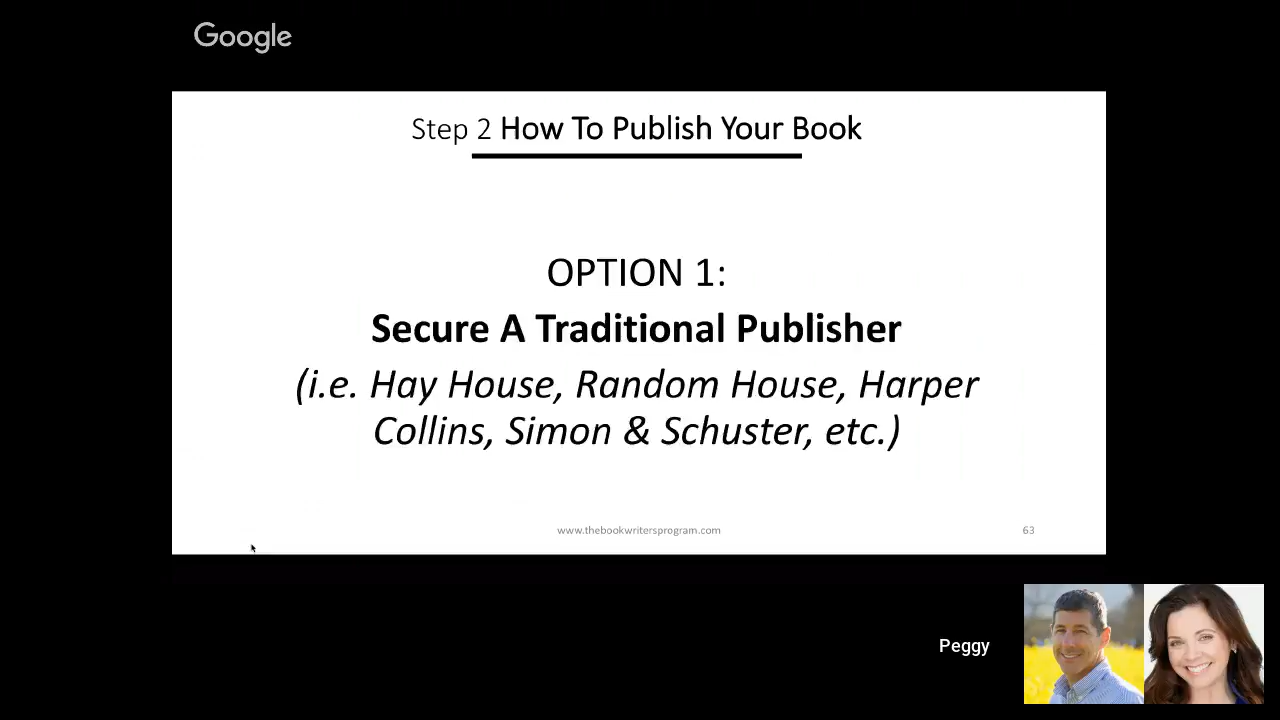 Google
Step 2 How To Publish Your Book
OPTION 1:
Secure A Traditional Publisher
(i.e. Hay House, Random House, Harper
Collins, Simon & Schuster, etc.)
www.thebookwritersprogram.com
63
Peggy